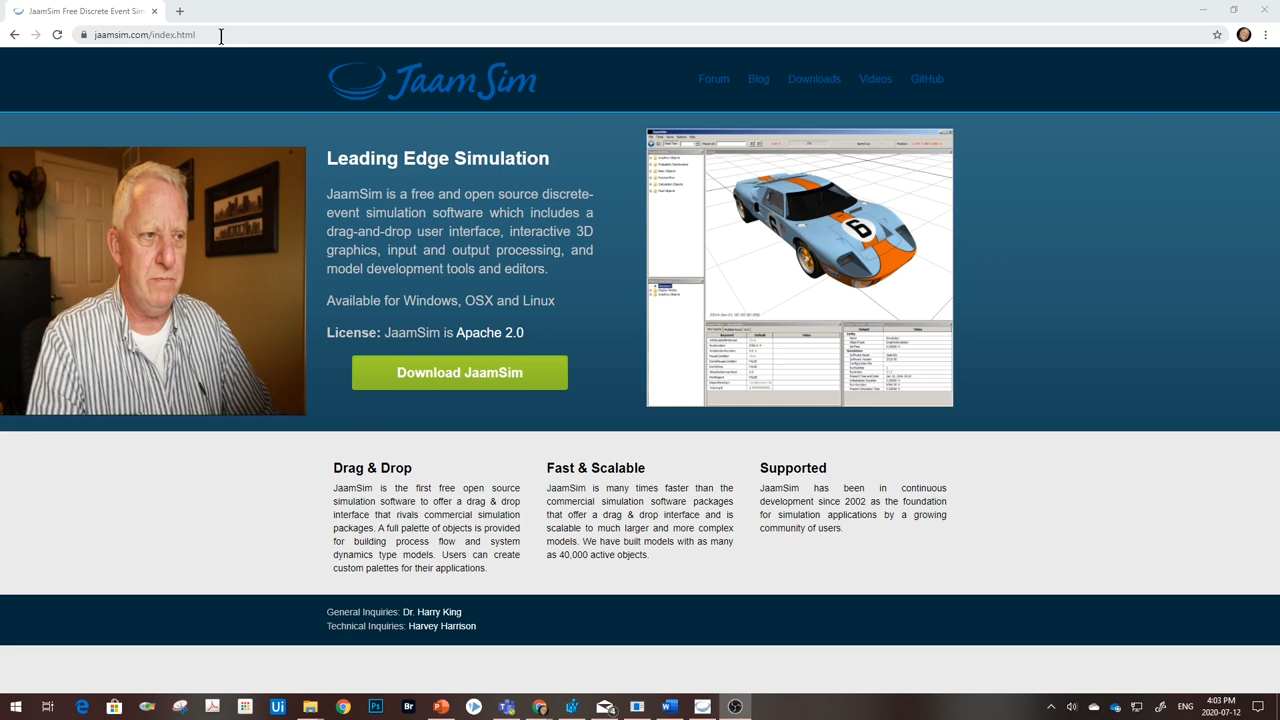 JaamSim Free Discrete Event Sim
jaamsim.com/index.html
JaamSim
Forum Blog Downloads Videos GitHub
Leading Edge Simulation
JaamSim is a free and open source discrete-
event simulation software which includes a
drag-and-drop user interface, interactive 3D
graphics, input and output processing, and
model development tools and editors.
Available for Windows, OSX and Linux
License: JaamSim is Apache 2.0
Download JaamSim
6
Drag & Drop
JaamSim is the first free open source
simulation software to offer a drag & drop
interface that rivals commercial simulation
packages. A full palette of objects is provided
for building process flow and system
dynamics type models. Users can create
custom palettes for their applications.
Fast & Scalable
JaamSim is many times faster than the
commercial simulation software packages
that offer a drag & drop interface and is
scalable to much larger and more complex
models. We have built models with as many
as 40,000 active objects.
Supported
JaamSim has been in continuous
development since 2002 as the foundation
for simulation applications by a growing
community of users.
General Inquiries: Dr. Harry King
Technical Inquiries: Harvey Harrison
4:03 PM
2020-07-12